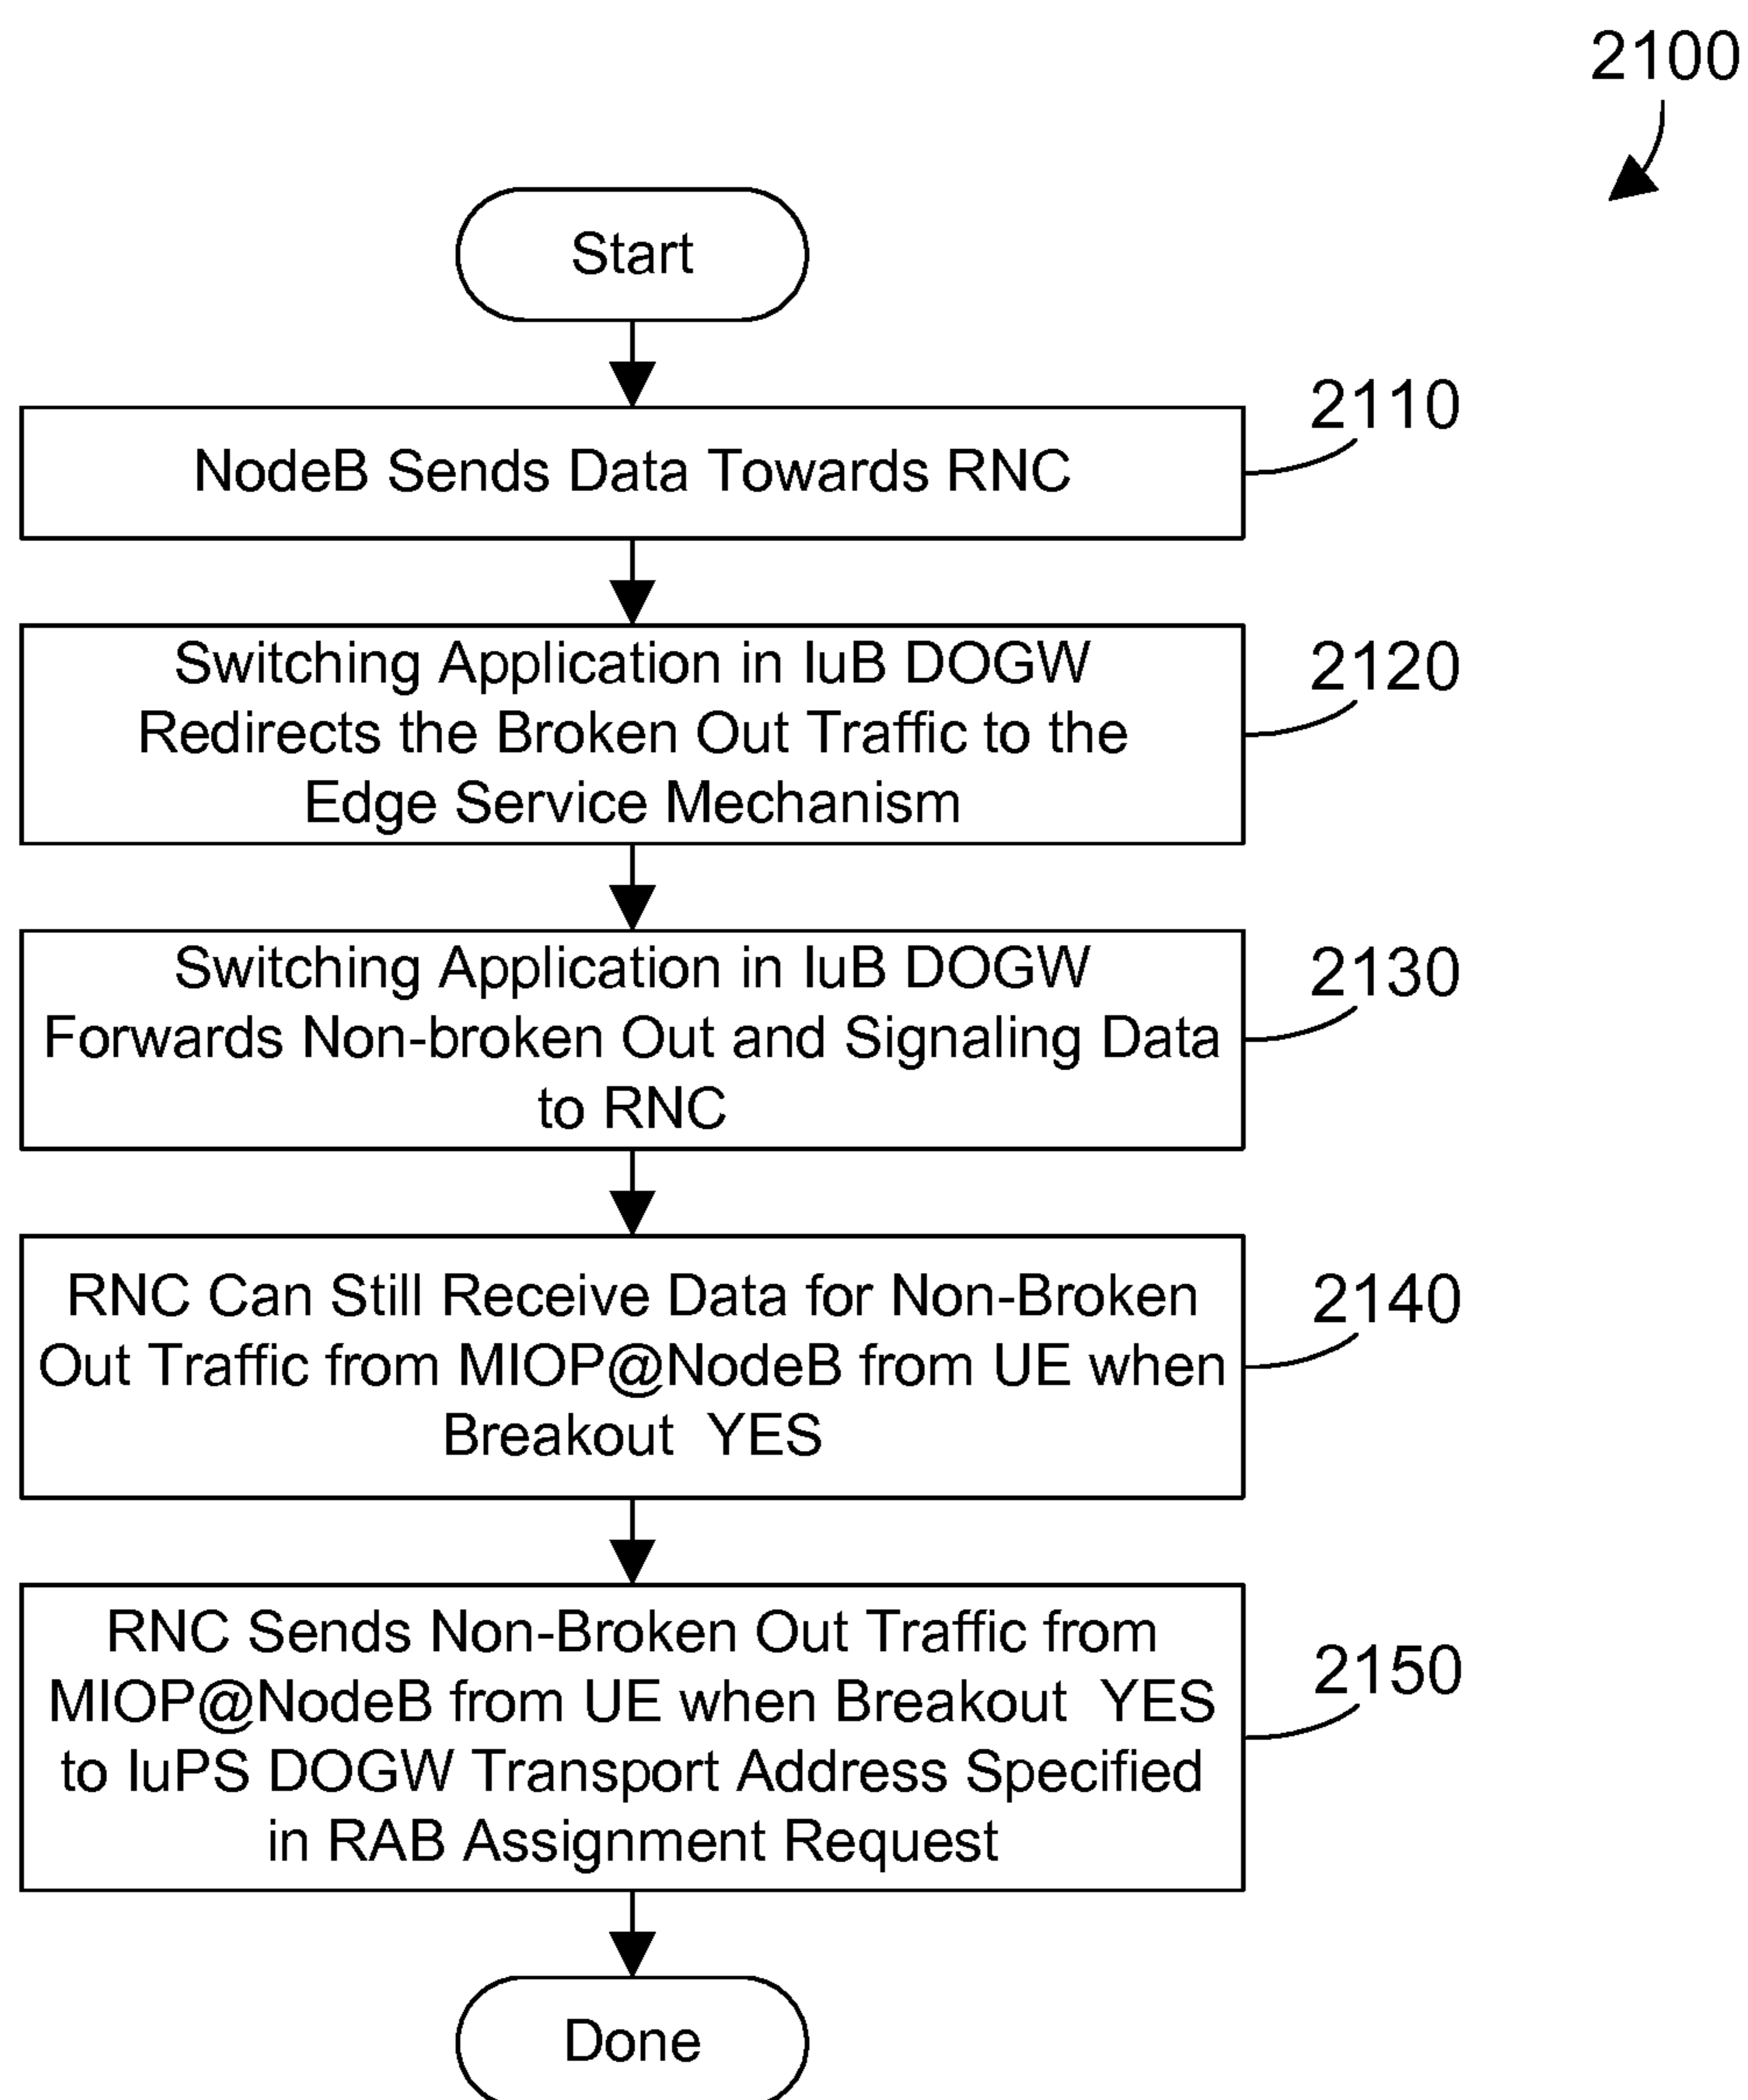 2100
Start
NodeB Sends Data Towards RNC
2110
Switching Application in IuB DOGW
Redirects the Broken Out Traffic to the
Edge Service Mechanism
2120
Switching Application in IuB DOGW
Forwards Non-broken Out and Signaling Data
to RNC
2130
RNC Can Still Receive Data for Non-Broken
Out Traffic from MIOP@NodeB from UE when
Breakout YES
2140
RNC Sends Non-Broken Out Traffic from
MIOP@NodeB from UE when Breakout YES
to IuPS DOGW Transport Address Specified
in RAB Assignment Request
2150
Done